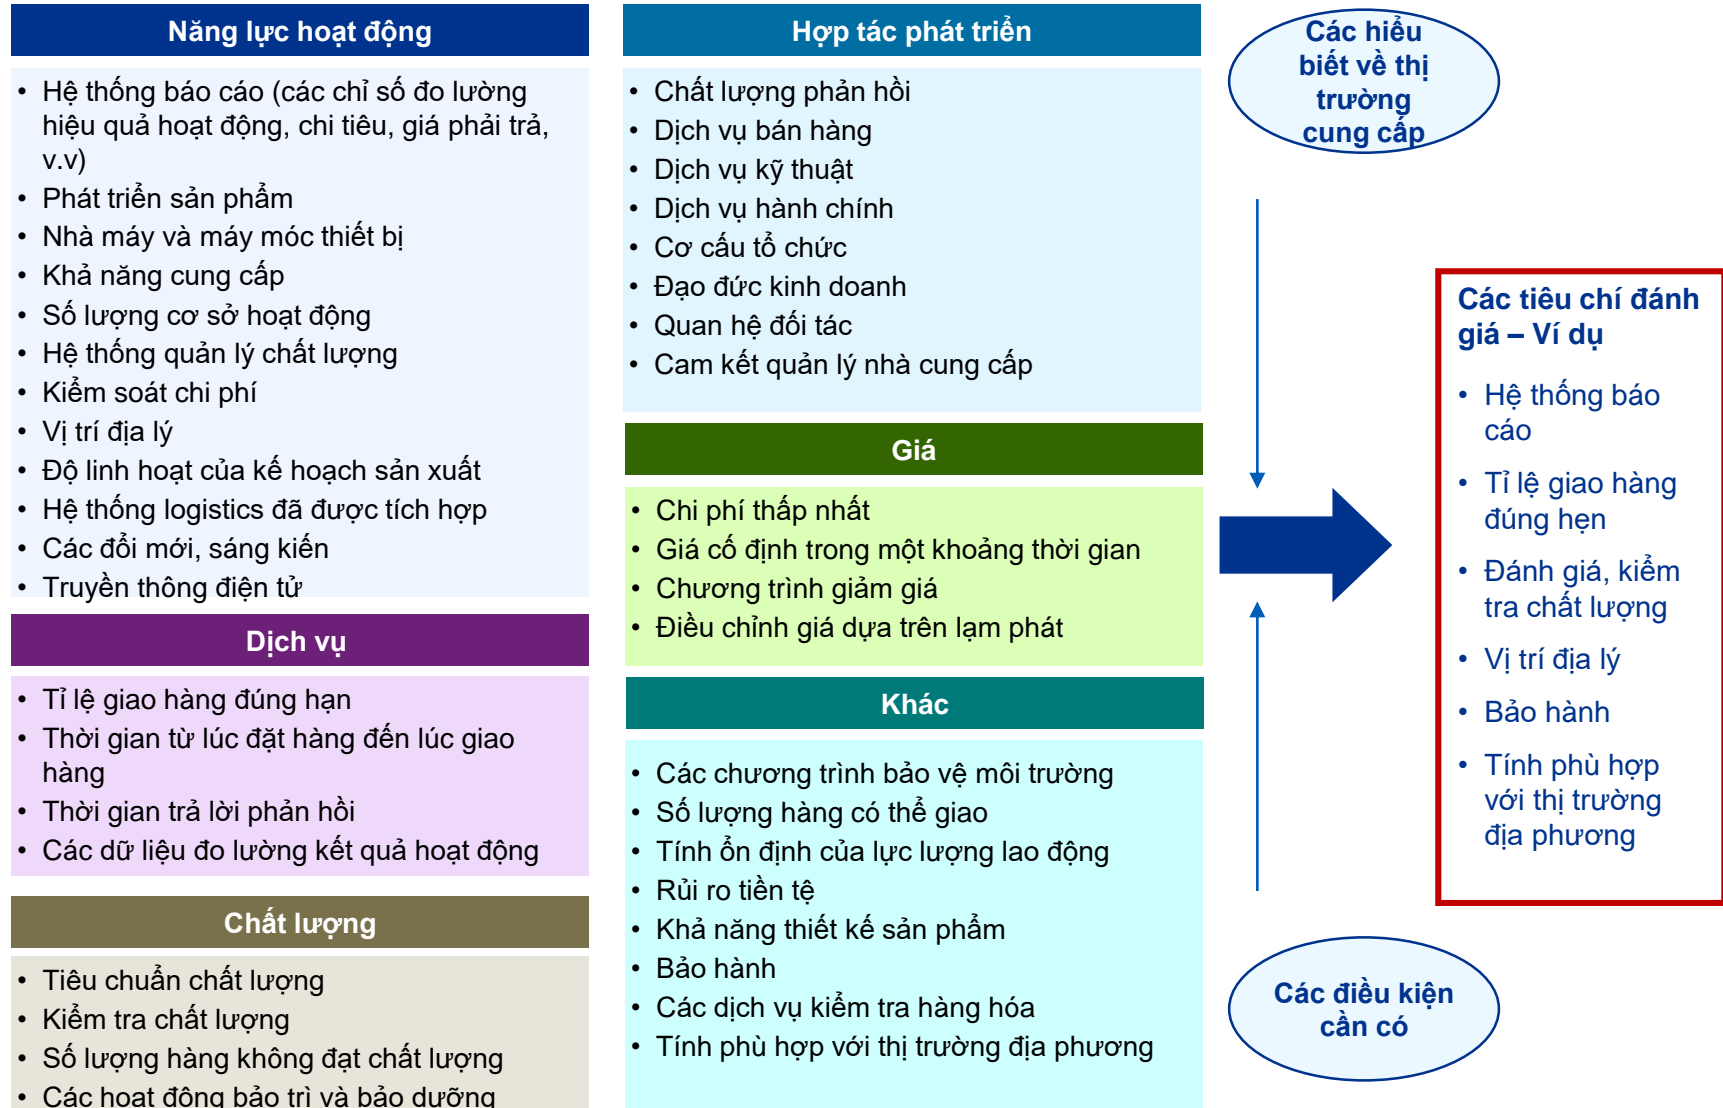 Năng lực hoạt động
• Hệ thống báo cáo (các chỉ số đo lường
hiệu quả hoạt động, chi tiêu, giá phải trả,
v.v)
• Phát triển sản phẩm
• Nhà máy và máy móc thiết bị
• Khả năng cung cấp
• Số lượng cơ sở hoạt động
• Hệ thống quản lý chất lượng
• Kiểm soát chi phí
• Vị trí địa lý
• Độ linh hoạt của kế hoạch sản xuất
• Hệ thống logistics đã được tích hợp
• Các đổi mới, sáng kiến
• Truyền thông điện tử
Dịch vụ
• Tỉ lệ giao hàng đúng hạn
• Thời gian từ lúc đặt hàng đến lúc giao
hàng
• Thời gian trả lời phản hồi
• Các dữ liệu đo lường kết quả hoạt động
Chất lượng
• Tiêu chuẩn chất lượng
• Kiểm tra chất lượng
• Số lượng hàng không đạt chất lượng
• Các hoạt động bảo trì và bảo dưỡng
Hợp tác phát triển
• Chất lượng phản hồi
• Dịch vụ bán hàng
• Dịch vụ kỹ thuật
• Dịch vụ hành chính
• Cơ cấu tổ chức
• Đạo đức kinh doanh
• Quan hệ đối tác
• Cam kết quản lý nhà cung cấp
Giá
• Chi phí thấp nhất
• Giá cố định trong một khoảng thời gian
• Chương trình giảm giá
• Điều chỉnh giá dựa trên lạm phát
Khác
• Các chương trình bảo vệ môi trường
• Số lượng hàng có thể giao
• Tính ổn định của lực lượng lao động
• Rủi ro tiền tệ
• Khả năng thiết kế sản phẩm
• Bảo hành
• Các dịch vụ kiểm tra hàng hóa
• Tính phù hợp với thị trường địa phương
Các hiểu
biết về thị
trường
cung cấp
Các điều kiện
cần có
Các tiêu chí đánh
giá – Ví dụ
• Hệ thống báo
cáo
• Tỉ lệ giao hàng
đúng hẹn
• Đánh giá, kiểm
tra chất lượng
• Vị trí địa lý
• Bảo hành
• Tính phù hợp
với thị trường
địa phương